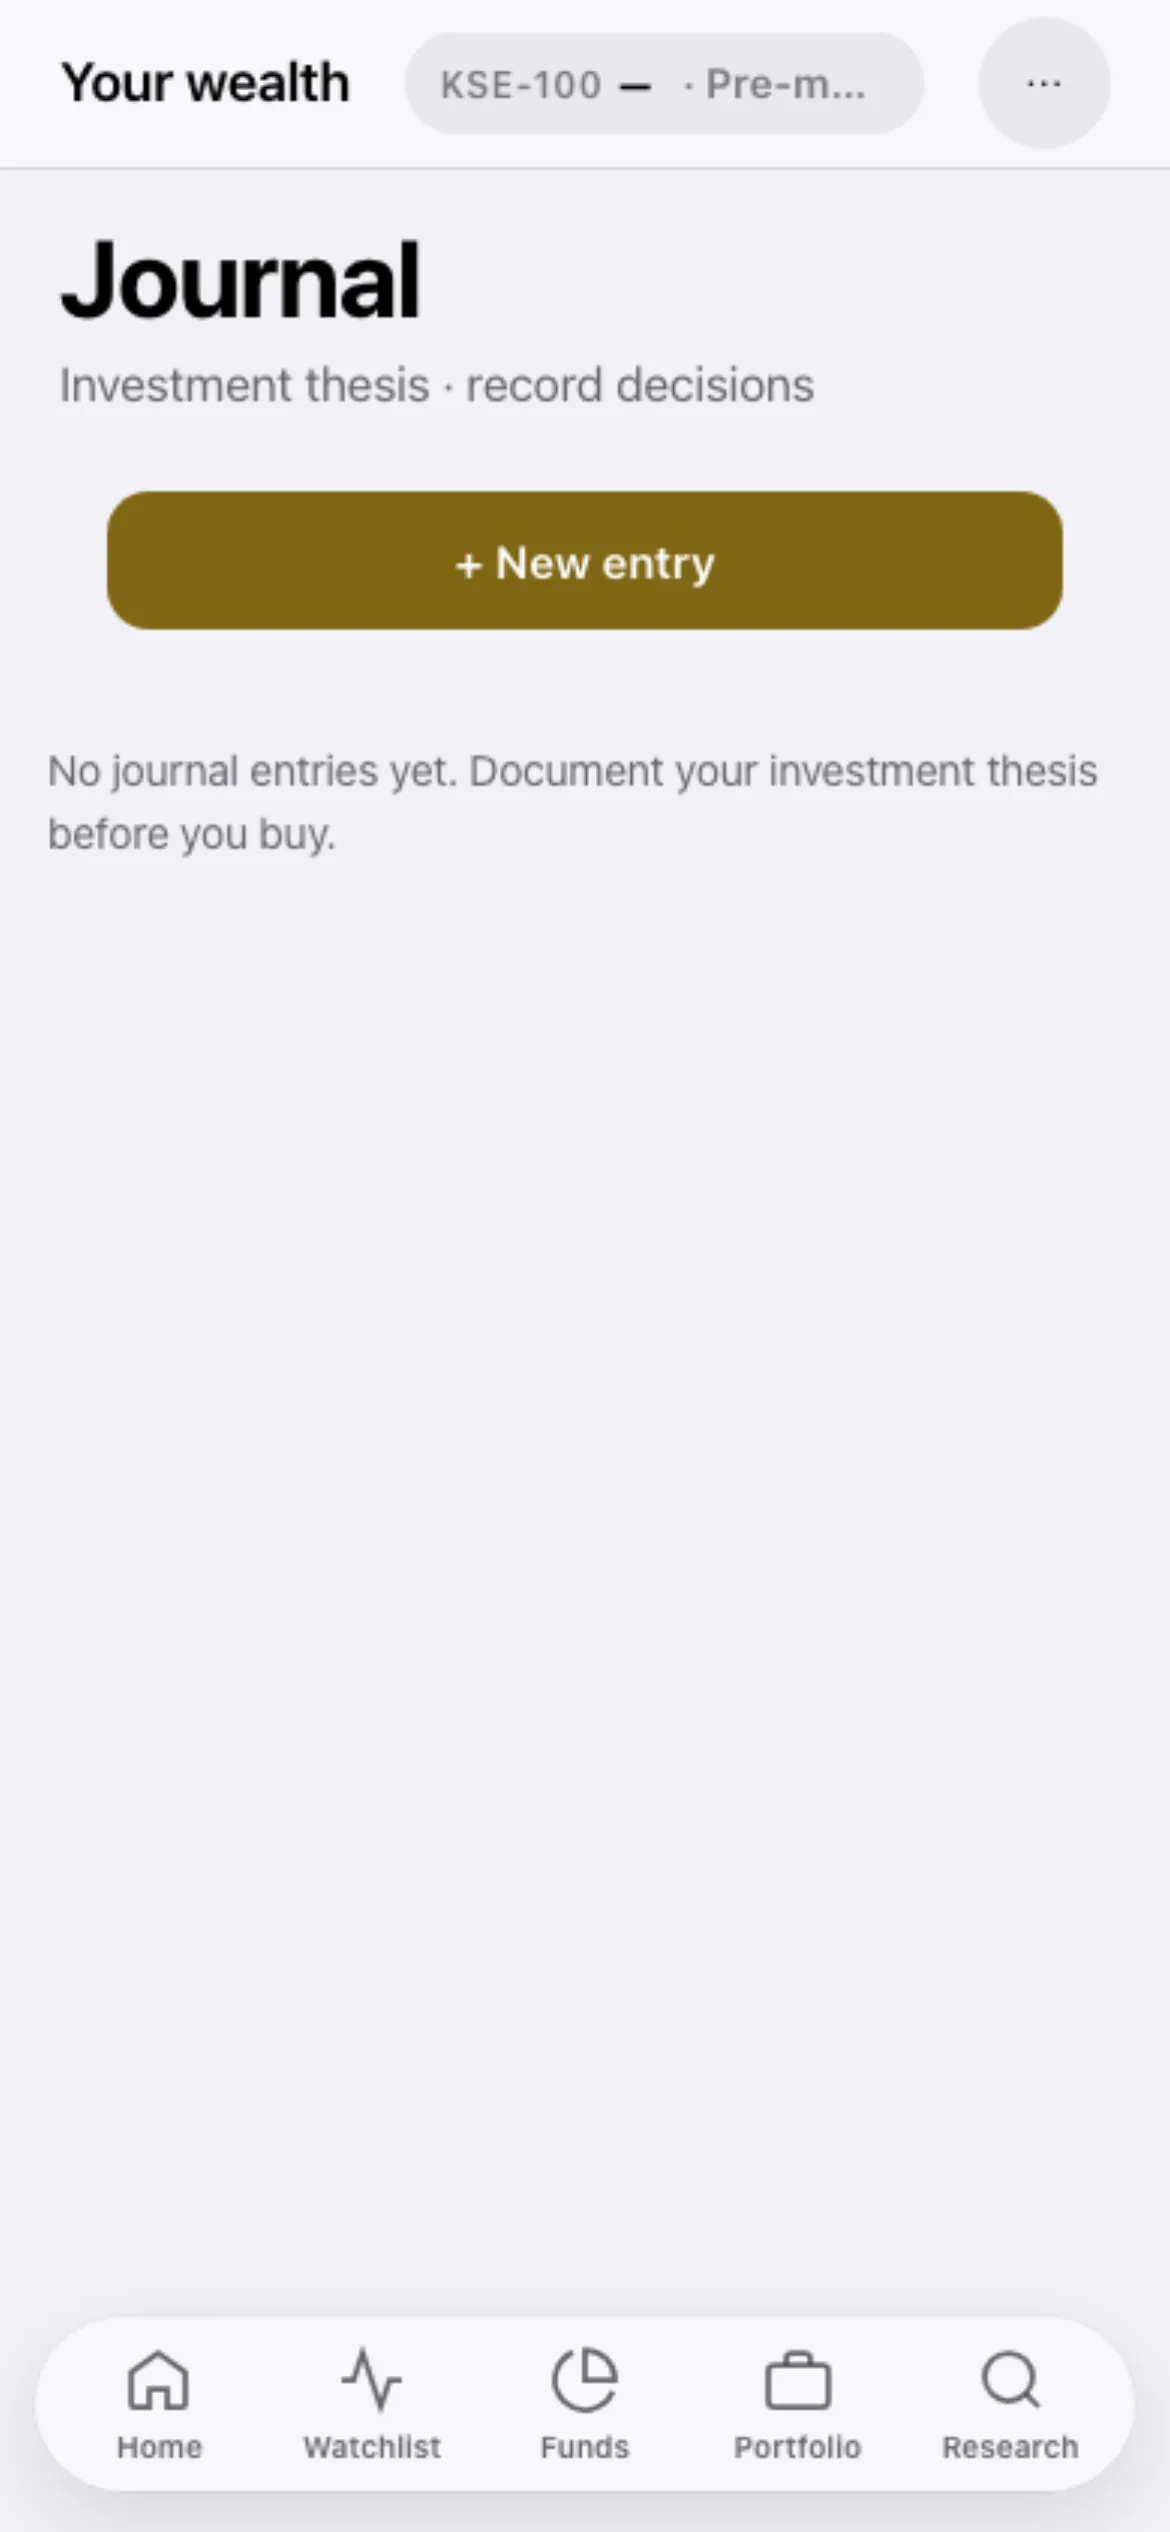 Your wealth
KSE-100 — · Pre-m...
...
Journal
Investment thesis · record decisions
+ New entry
No journal entries yet. Document your investment thesis
before you buy.
Home Watchlist Funds Portfolio Research